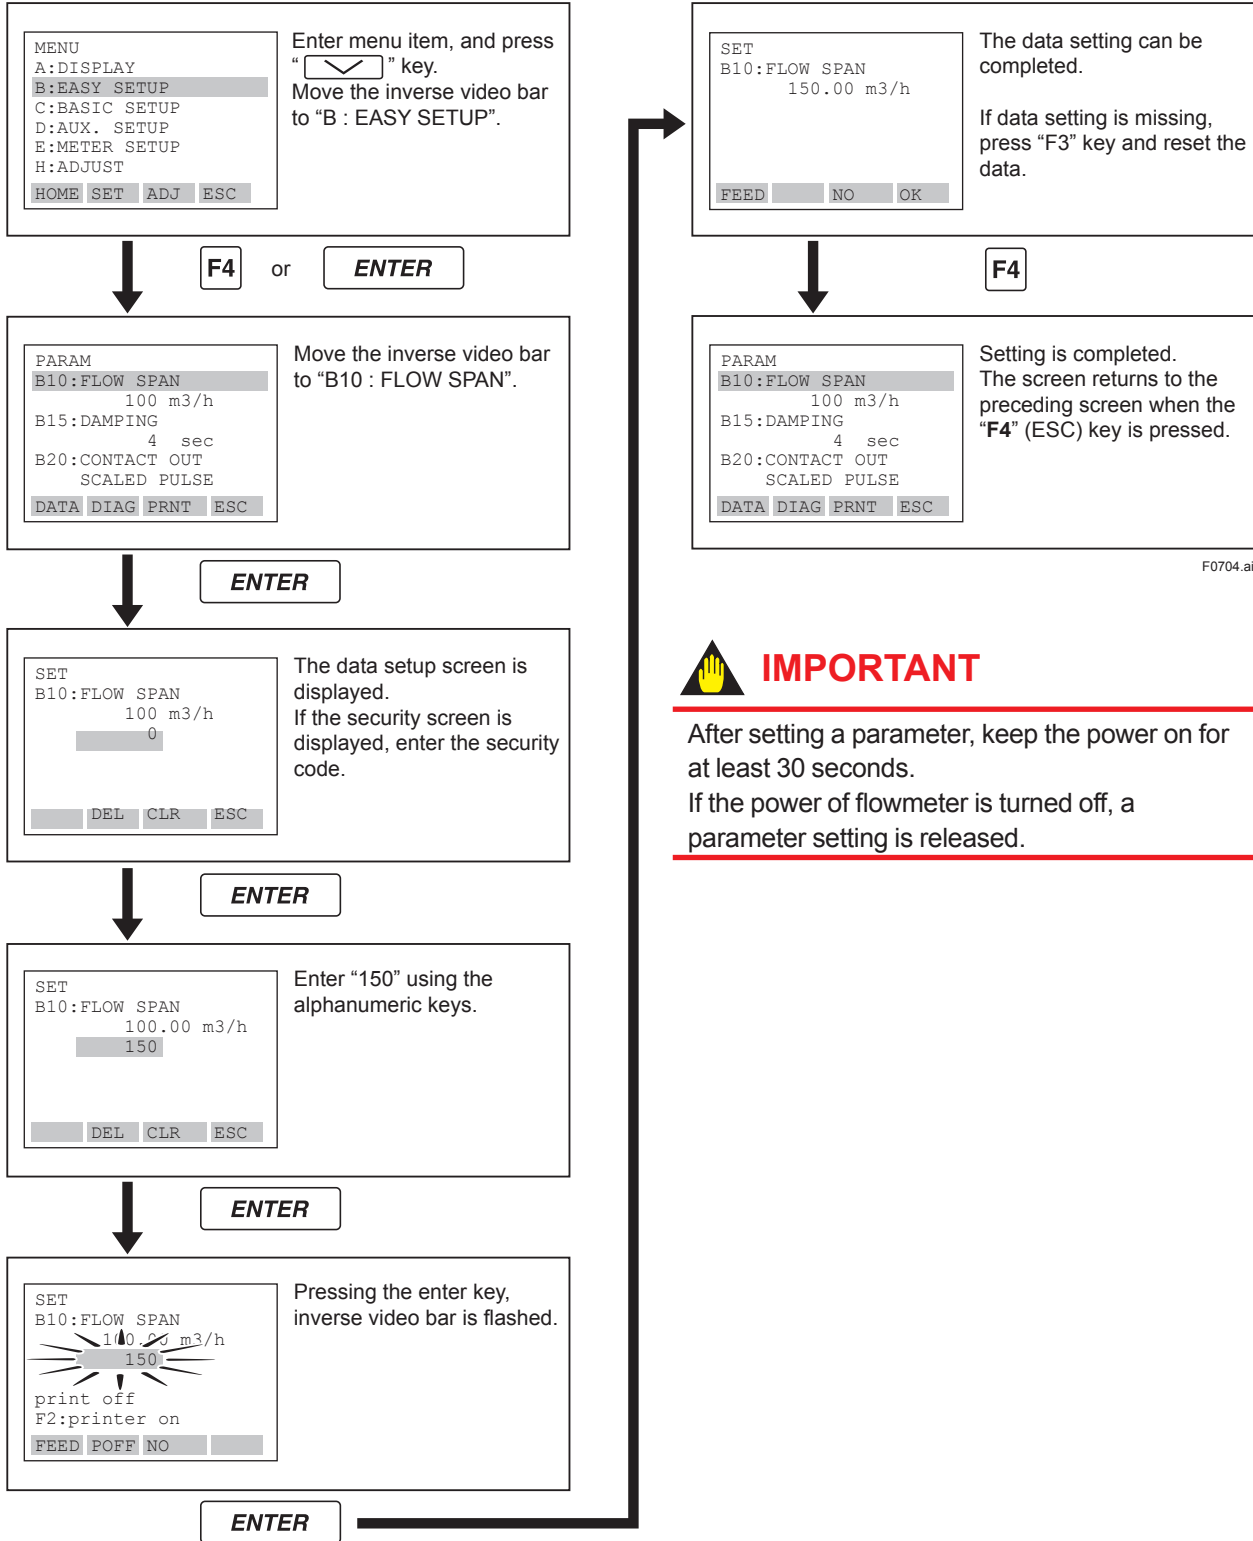 MENU
A:DISPLAY
B:EASY SETUP
C:BASIC SETUP
D:AUX. SETUP
E:METER SETUP
H:ADJUST
HOME SET ADJ ESC
Enter menu item, and press
“ ” key.
Move the inverse video bar
to “B : EASY SETUP”.
F4 or ENTER
PARAM
B10:FLOW SPAN
100 m3/h
B15:DAMPING
4 sec
B20:CONTACT OUT
SCALED PULSE
DATA DIAG PRNT ESC
Move the inverse video bar
to “B10 : FLOW SPAN”.
ENTER
SET
B10:FLOW SPAN
100 m3/h
0
DEL CLR ESC
The data setup screen is
displayed.
If the security screen is
displayed, enter the security
code.
ENTER
SET
B10:FLOW SPAN
100.00 m3/h
150
DEL CLR ESC
Enter “150” using the
alphanumeric keys.
ENTER
SET
B10:FLOW SPAN
100.00 m3/h
150
print off
F2:printer on
FEED POFF NO
Pressing the enter key,
inverse video bar is flashed.
ENTER
SET
B10:FLOW SPAN
150.00 m3/h
FEED NO OK
The data setting can be
completed.
If data setting is missing,
press “F3” key and reset the
data.
F4
PARAM
B10:FLOW SPAN
100 m3/h
B15:DAMPING
4 sec
B20:CONTACT OUT
SCALED PULSE
DATA DIAG PRNT ESC
Setting is completed.
The screen returns to the
preceding screen when the
“F4” (ESC) key is pressed.
F0704.ai
IMPORTANT
After setting a parameter, keep the power on for
at least 30 seconds.
If the power of flowmeter is turned off, a
parameter setting is released.